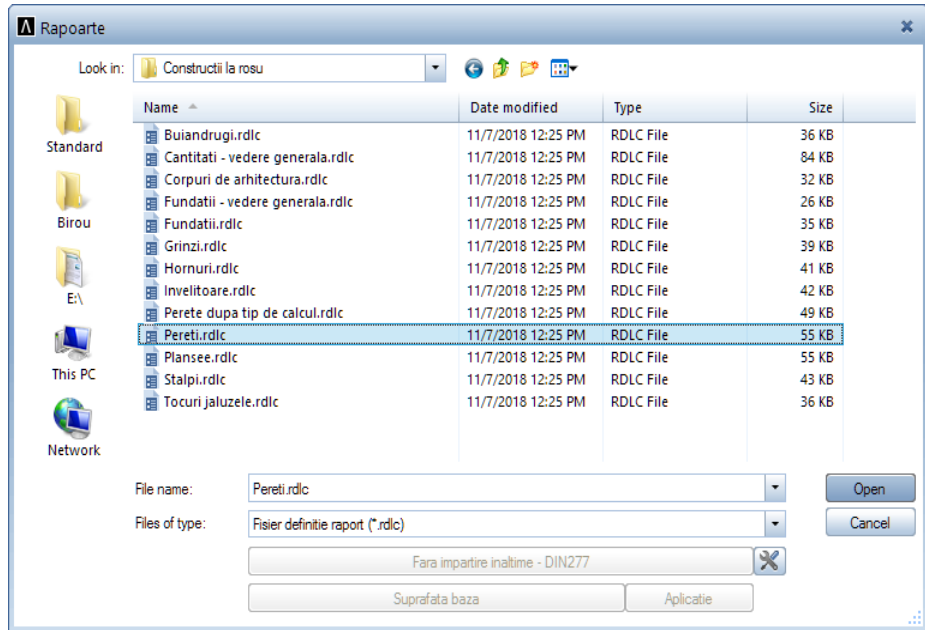 Rapoarte
Look in: Constructii la rosu
Name Date modified Type Size
Buiandrugi.rdlc 11/7/2018 12:25 PM RDLC File 36 KB
Cantitati - vedere generala.rdlc 11/7/2018 12:25 PM RDLC File 84 KB
Corpuri de arhitectura.rdlc 11/7/2018 12:25 PM RDLC File 32 KB
Fundatii - vedere generala.rdlc 11/7/2018 12:25 PM RDLC File 26 KB
Fundatii.rdlc 11/7/2018 12:25 PM RDLC File 35 KB
Grinzi.rdlc 11/7/2018 12:25 PM RDLC File 39 KB
Hornuri.rdlc 11/7/2018 12:25 PM RDLC File 41 KB
Invelitoare.rdlc 11/7/2018 12:25 PM RDLC File 42 KB
Perete dupa tip de calcul.rdlc 11/7/2018 12:25 PM RDLC File 49 KB
Pereti.rdlc 11/7/2018 12:25 PM RDLC File 55 KB
Plansee.rdlc 11/7/2018 12:25 PM RDLC File 55 KB
Stalpi.rdlc 11/7/2018 12:25 PM RDLC File 43 KB
Tocuri jaluzele.rdlc 11/7/2018 12:25 PM RDLC File 36 KB
Standard
Birou
E:\
This PC
Network
File name: Pereti.rdlc Open
Files of type: Fisier definitie raport (*.rdlc) Cancel
Fara impartire inaltime - DIN277
Suprafata baza Aplicatie